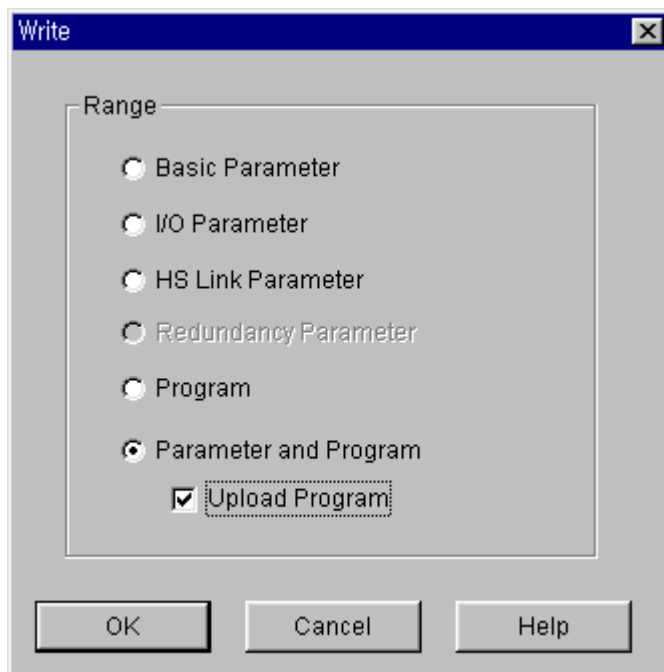 Write
Range
Basic Parameter
I/O Parameter
HS Link Parameter
Redundancy Parameter
Program
Parameter and Program
Upload Program
OK Cancel Help